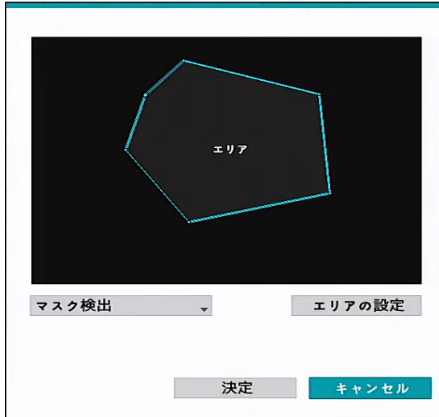 エリア
マスク検出
エリアの設定
決定
キャンセル